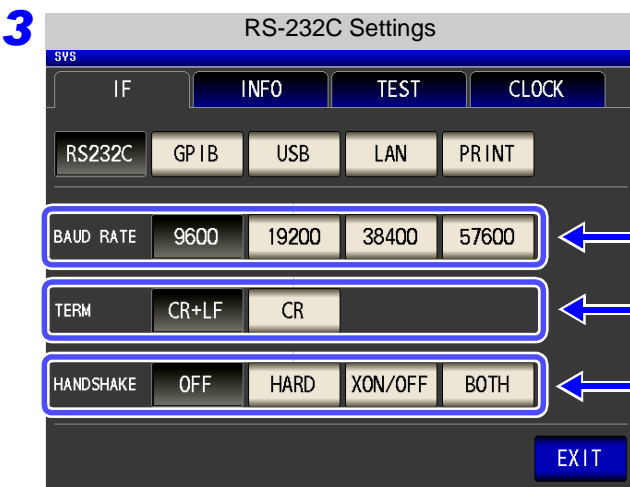 3
RS-232C Settings
SYS
IF INFO TEST CLOCK
RS232C GPIB USB LAN PRINT
BAUD RATE 9600 19200 38400 57600
TERM CR+LF CR
HANDSHAKE OFF HARD XON/OFF BOTH
EXIT